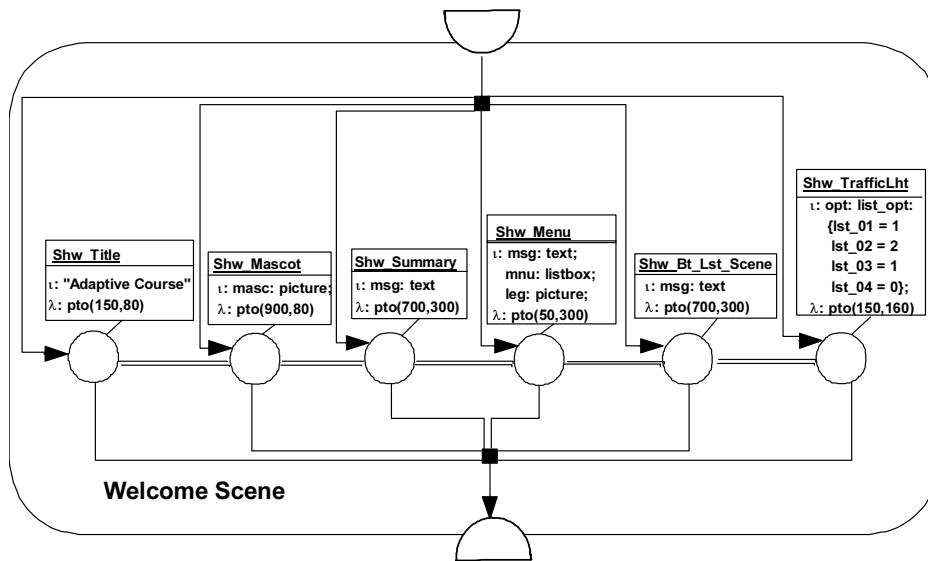 Shw_Title
ι: "Adaptive Course"
λ: pto(150,80)
Shw_Mascot
ι: masc: picture;
λ: pto(900,80)
Shw_Summary
ι: msg: text
λ: pto(700,300)
Shw_Menu
ι: msg: text;
mnu: listbox;
leg: picture;
λ: pto(50,300)
Shw_Bt_Lst_Scene
ι: msg: text
λ: pto(700,300)
Shw_TrafficLht
ι: opt: list_opt:
{lst_01 = 1
lst_02 = 2
lst_03 = 1
lst_04 = 0};
λ: pto(150,160)
Welcome Scene